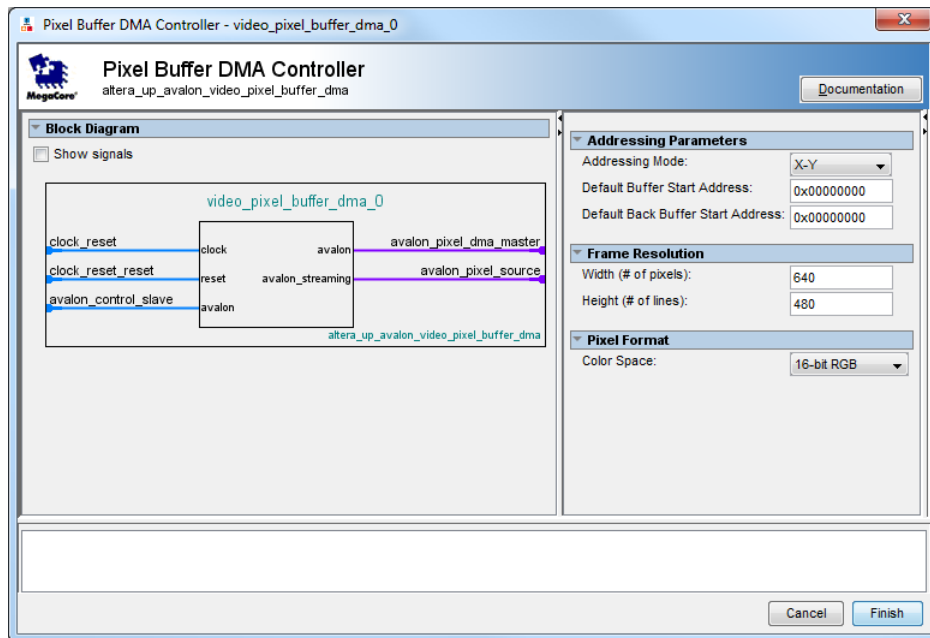 Pixel Buffer DMA Controller - video_pixel_buffer_dma_0
Pixel Buffer DMA Controller
altera_up_avalon_video_pixel_buffer_dma
MegaCore®
Documentation
Block Diagram
Show signals
video_pixel_buffer_dma_0
clock_reset
clock
avalon
avalon_pixel_dma_master
clock_reset_reset
reset
avalon_streaming
avalon_pixel_source
avalon_control_slave
avalon
altera_up_avalon_video_pixel_buffer_dma
Addressing Parameters
Addressing Mode: X-Y
Default Buffer Start Address: 0x00000000
Default Back Buffer Start Address: 0x00000000
Frame Resolution
Width (# of pixels): 640
Height (# of lines): 480
Pixel Format
Color Space: 16-bit RGB
Cancel
Finish